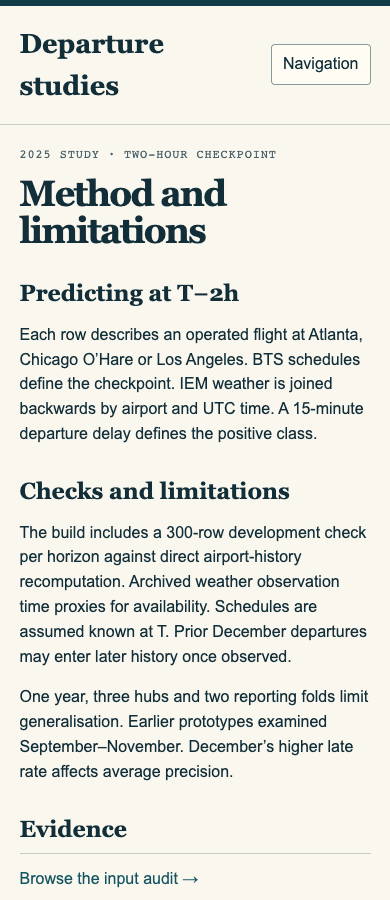 Departure
studies
Navigation
2025 STUDY · TWO-HOUR CHECKPOINT
Method and
limitations
Predicting at T−2h
Each row describes an operated flight at Atlanta,
Chicago O’Hare or Los Angeles. BTS schedules
define the checkpoint. IEM weather is joined
backwards by airport and UTC time. A 15-minute
departure delay defines the positive class.
Checks and limitations
The build includes a 300-row development check
per horizon against direct airport-history
recomputation. Archived weather observation
time proxies for availability. Schedules are
assumed known at T. Prior December departures
may enter later history once observed.
One year, three hubs and two reporting folds limit
generalisation. Earlier prototypes examined
September–November. December’s higher late
rate affects average precision.
Evidence
Browse the input audit →